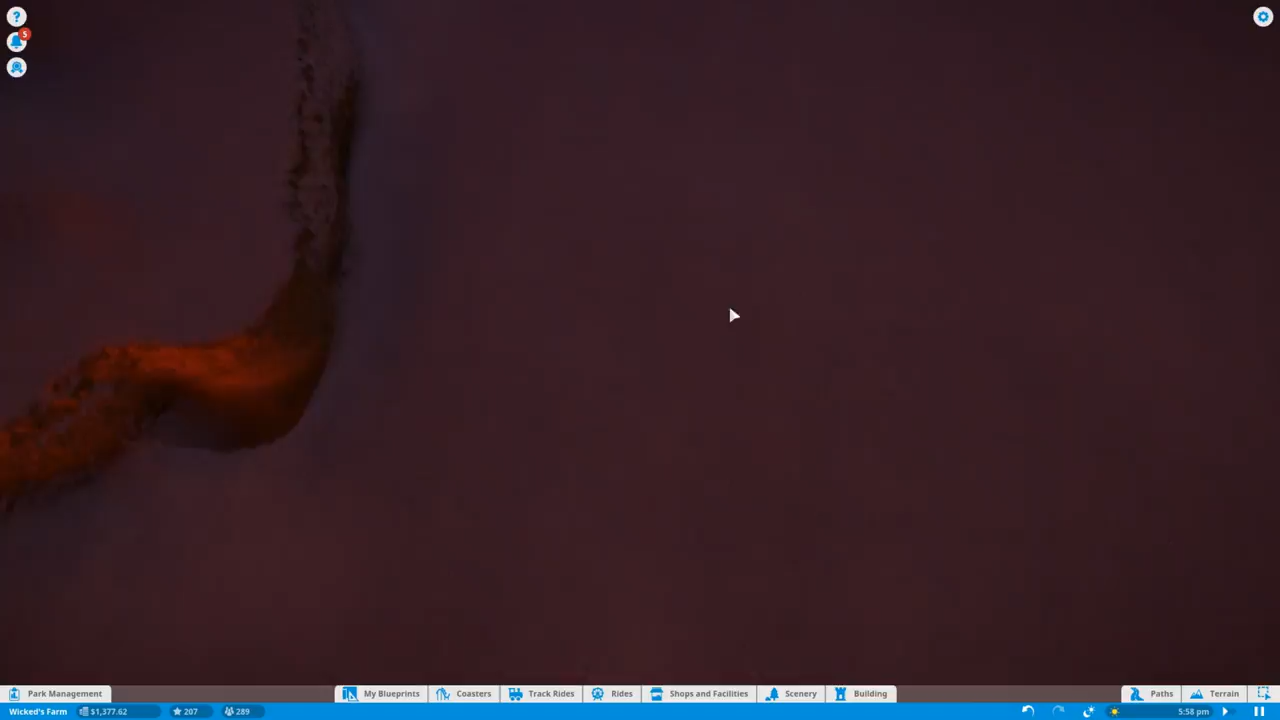 ?
5
Park Management
My Blueprints
Coasters
Track Rides
Rides
Shops and Facilities
Scenery
Building
Paths
Terrain
Wicked's Farm
$1,377.62
207
289
5:58 pm